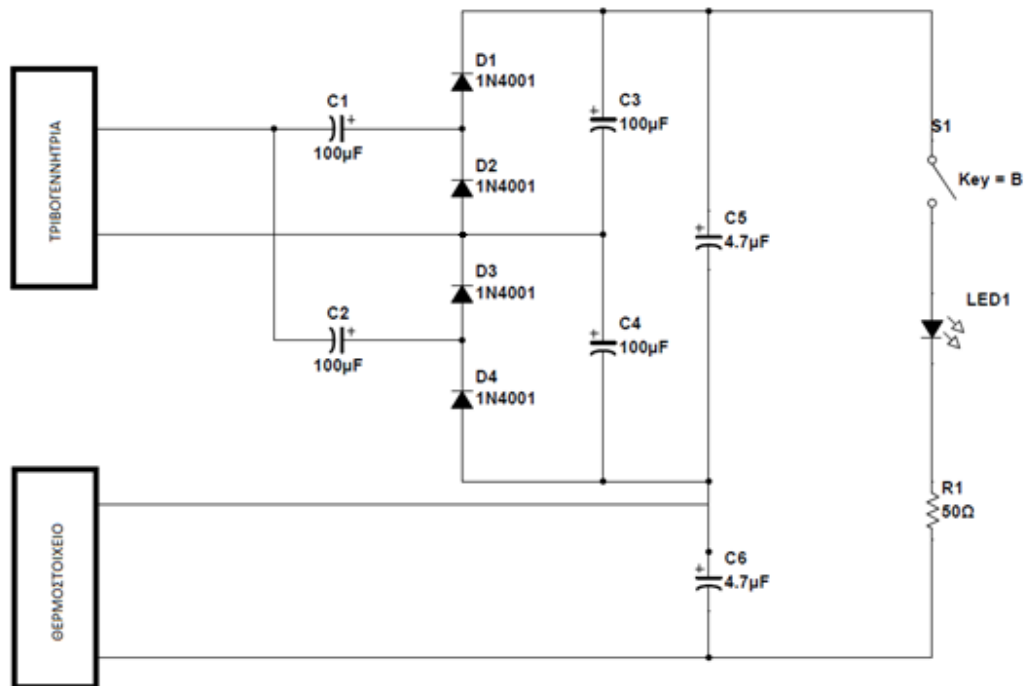 ΤΡΙΒΟΓΕΝΝΗΤΡΙΑ
C1
100µF
D1
1N4001
D2
1N4001
C3
100µF
S1
Key = B
C5
4.7µF
D3
1N4001
C2
100µF
C4
100µF
LED1
D4
1N4001
ΘΕΡΜΟΣΤΟΙΧΕΙΟ
R1
50Ω
C6
4.7µF